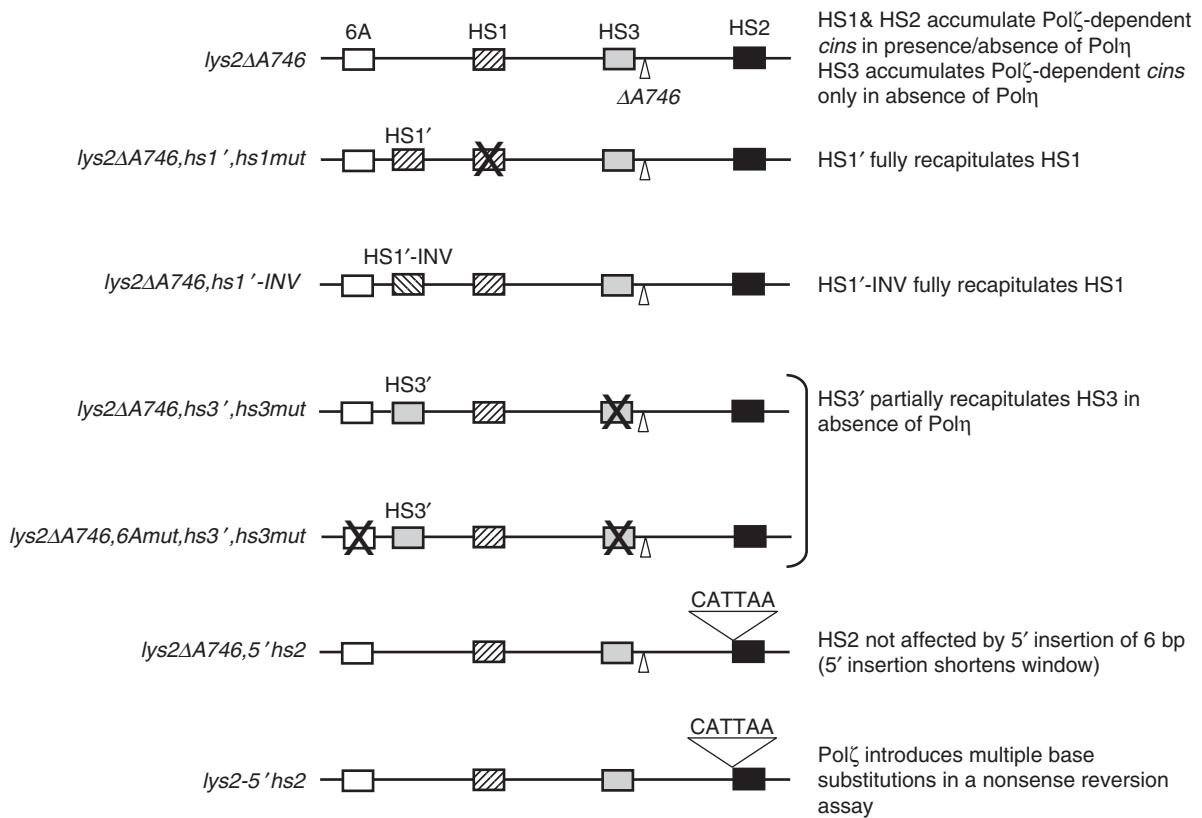 6A HS1 HS3 HS2
lys2ΔA746
ΔA746
HS1& HS2 accumulate Polζ-dependent
cins in presence/absence of Polη
HS3 accumulates Polζ-dependent cins
only in absence of Polη
HS1′
lys2ΔA746,hs1′,hs1mut
HS1′ fully recapitulates HS1
HS1′-INV
lys2ΔA746,hs1′-INV
HS1′-INV fully recapitulates HS1
HS3′
lys2ΔA746,hs3′,hs3mut
HS3′ partially recapitulates HS3 in
absence of Polη
HS3′
lys2ΔA746,6Amut,hs3′,hs3mut
CATTAA
lys2ΔA746,5′hs2
HS2 not affected by 5′ insertion of 6 bp
(5′ insertion shortens window)
CATTAA
lys2-5′hs2
Polζ introduces multiple base
substitutions in a nonsense reversion
assay